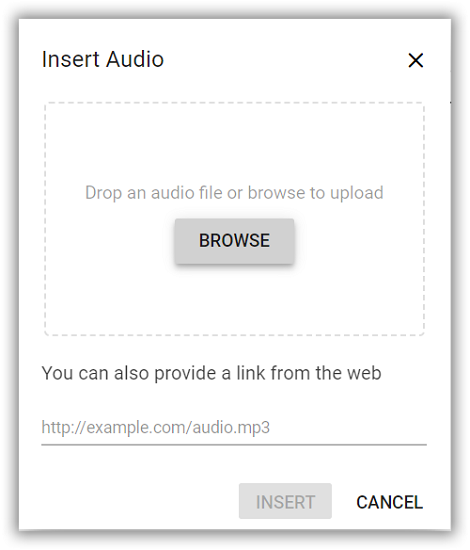 Insert Audio
Drop an audio file or browse to upload
BROWSE
You can also provide a link from the web
http://example.com/audio.mp3
INSERT CANCEL